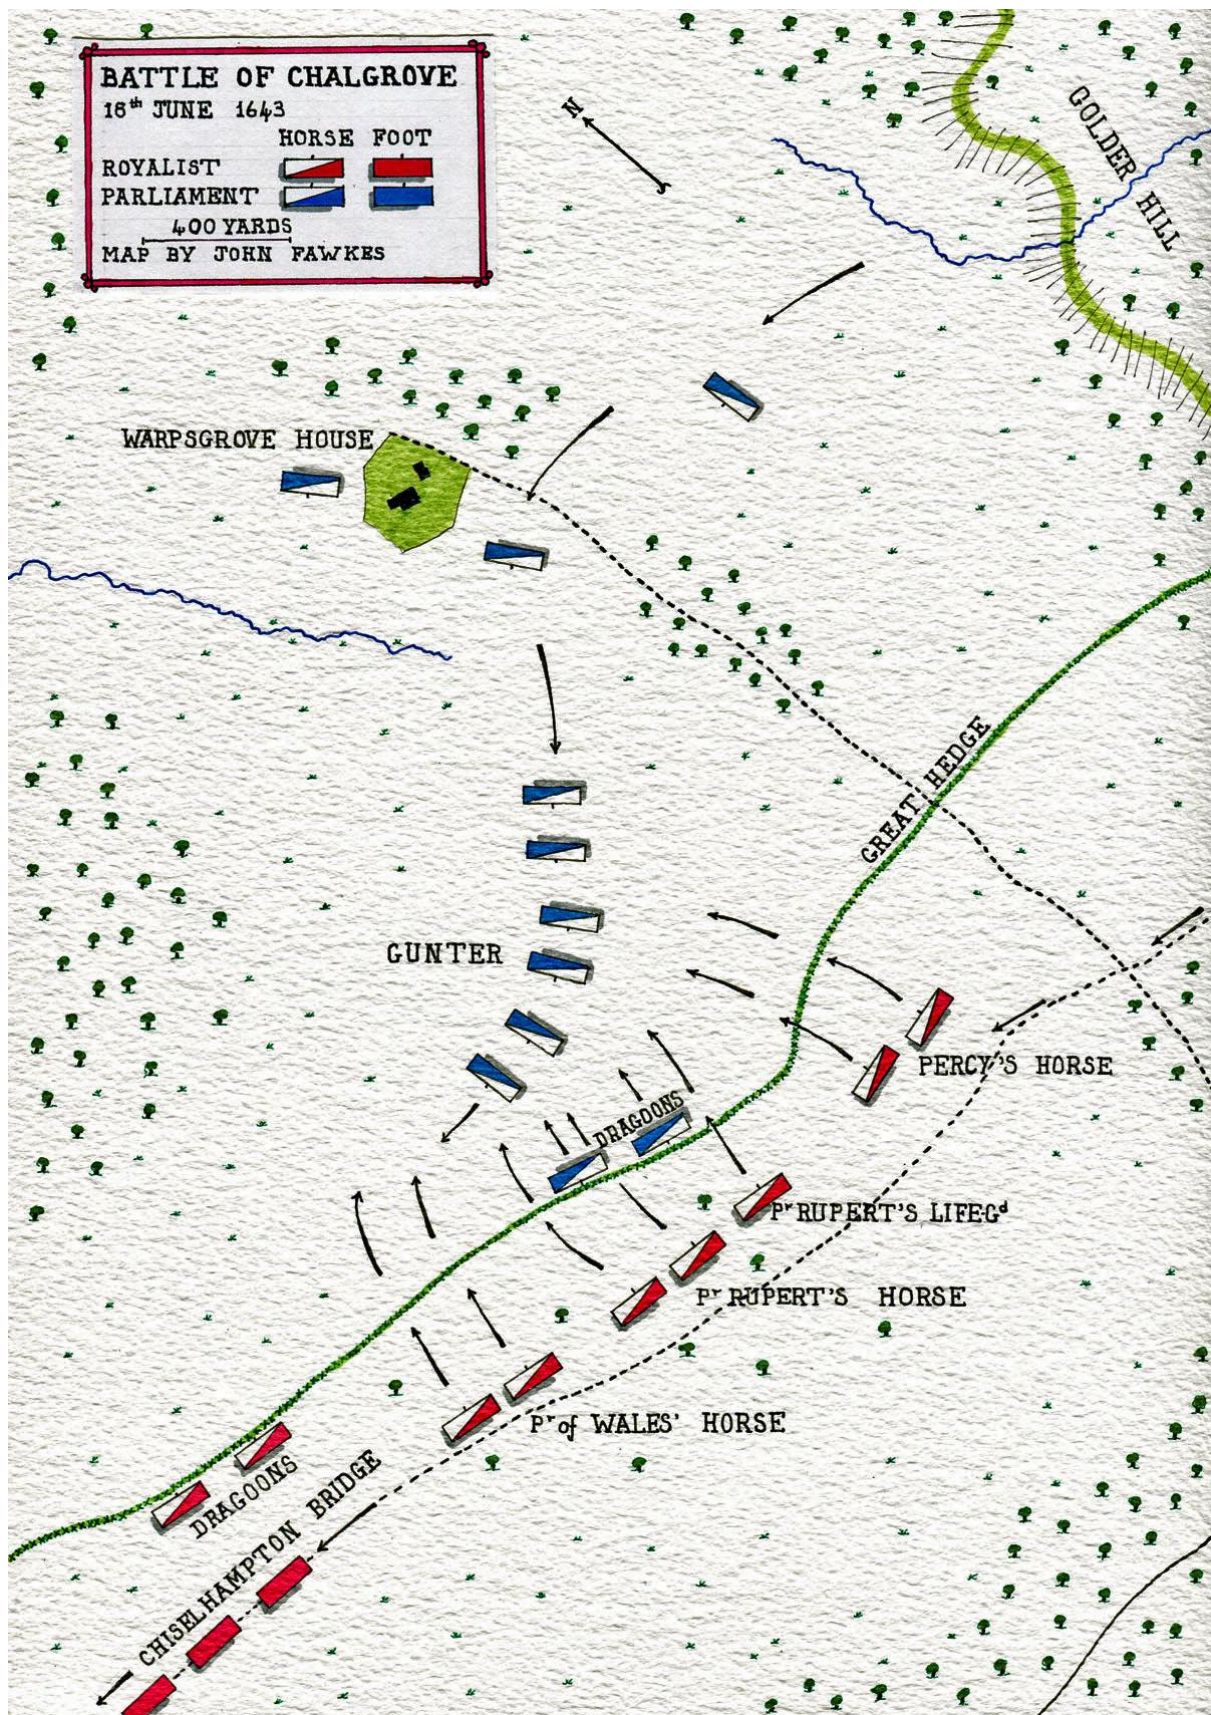 BATTLE OF CHALGROVE
18th JUNE 1643
HORSE FOOT
ROYALIST
PARLIAMENT
400 YARDS
MAP BY JOHN FAWKES
N
GOLDER HILL
WARPSGROVE HOUSE
GREAT HEDGE
GUNTER
PERCY'S HORSE
DRAGOONS
Pr RUPERT'S LIFEGd
Pr RUPERT'S HORSE
Pr of WALES' HORSE
DRAGOONS
CHISELHAMPTON BRIDGE